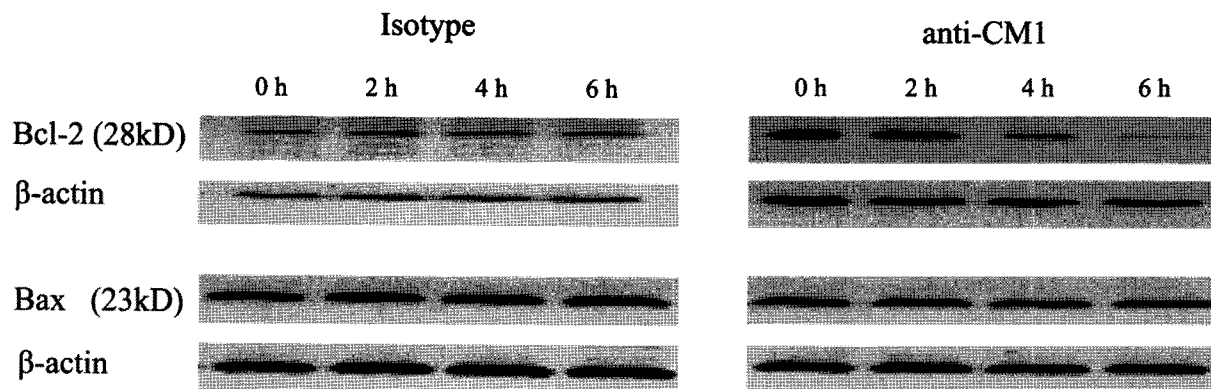 Isotype anti-CM1
0 h 2 h 4 h 6 h 0 h 2 h 4 h 6 h
Bcl-2 (28kD)
β-actin
Bax (23kD)
β-actin